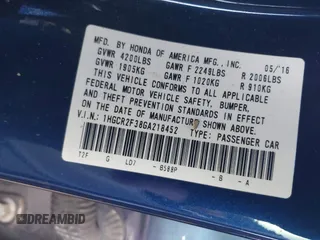 MFD. BY HONDA OF AMERICA MFG., INC. 05/16
GVWR 4200LBS GAWR F 2249LBS R 2006LBS
GVWR 1905KG GAWR F 1020KG R 910KG
THIS VEHICLE CONFORMS TO ALL APPLICABLE
FEDERAL MOTOR VEHICLE SAFETY, BUMPER,
AND THEFT PREVENTION STANDARDS IN EFFECT
ON THE DATE OF MANUFACTURE SHOWN ABOVE.
V.I.N: 1HGCR2F38GA218452 TYPE: PASSENGER CAR
T2F G LD7 -B588P -B -A
DREAMBID